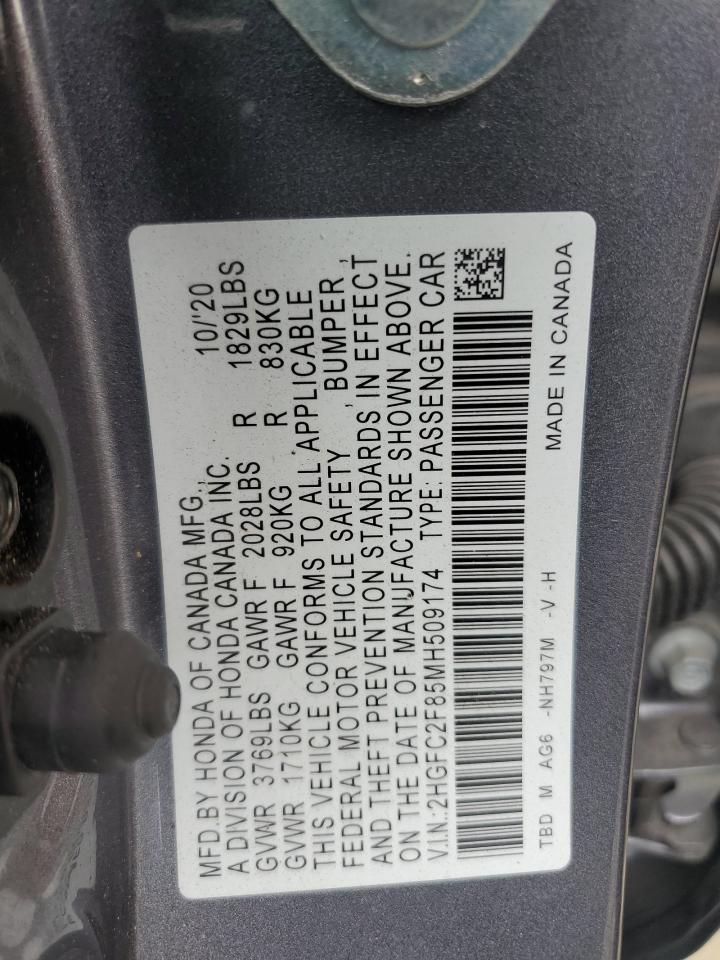 MFD.BY HONDA OF CANADA MFG., 10/'20
A DIVISION OF HONDA CANADA INC.
GVWR 3769LBS GAWR F 2028LBS R 1829LBS
GVWR 1710KG GAWR F 920KG R 830KG
THIS VEHICLE CONFORMS TO ALL APPLICABLE
FEDERAL MOTOR VEHICLE SAFETY , BUMPER ,
AND THEFT PREVENTION STANDARDS IN EFFECT
ON THE DATE OF MANUFACTURE SHOWN ABOVE.
V.I.N.:2HGFC2F85MH509174 TYPE: PASSENGER CAR
TBD M AG6 -NH797M -V -H MADE IN CANADA